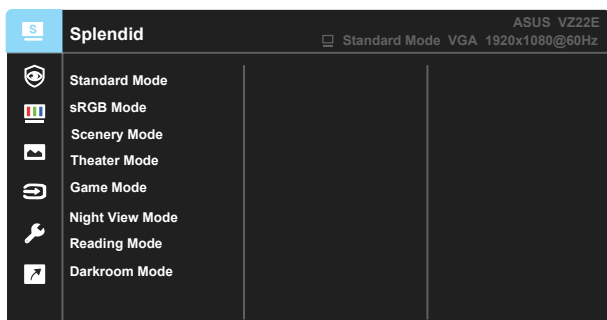 S
Splendid
ASUS VZ22E
Standard Mode VGA 1920x1080@60Hz
Standard Mode
sRGB Mode
Scenery Mode
Theater Mode
Game Mode
Night View Mode
Reading Mode
Darkroom Mode